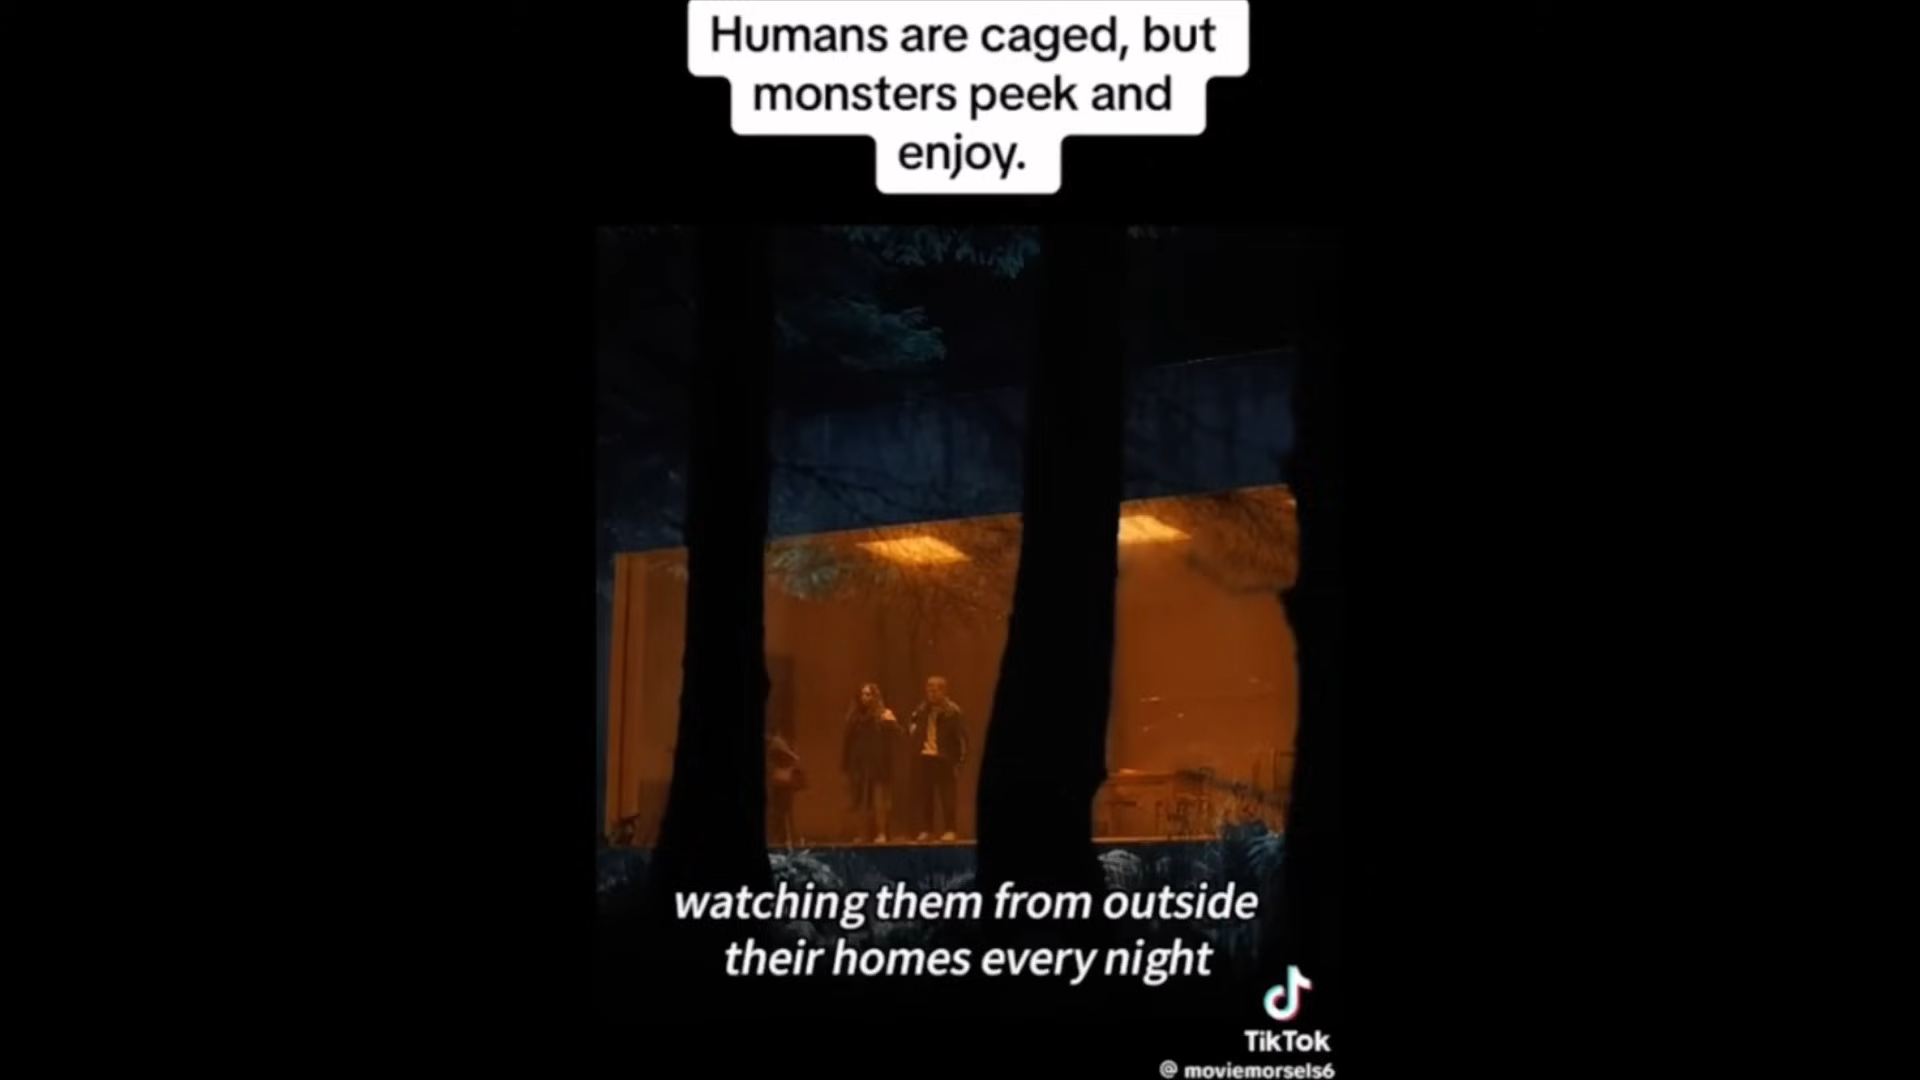 Humans are caged, but
monsters peek and
enjoy.
watching them from outside
their homes every night
TikTok
@ moviemorsels6